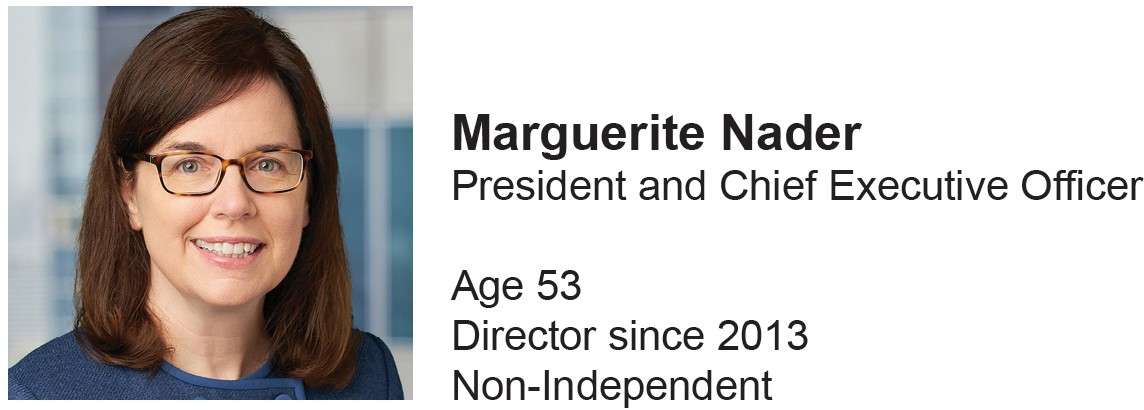 Marguerite Nader
President and Chief Executive Officer
Age 53
Director since 2013
Non-Independent